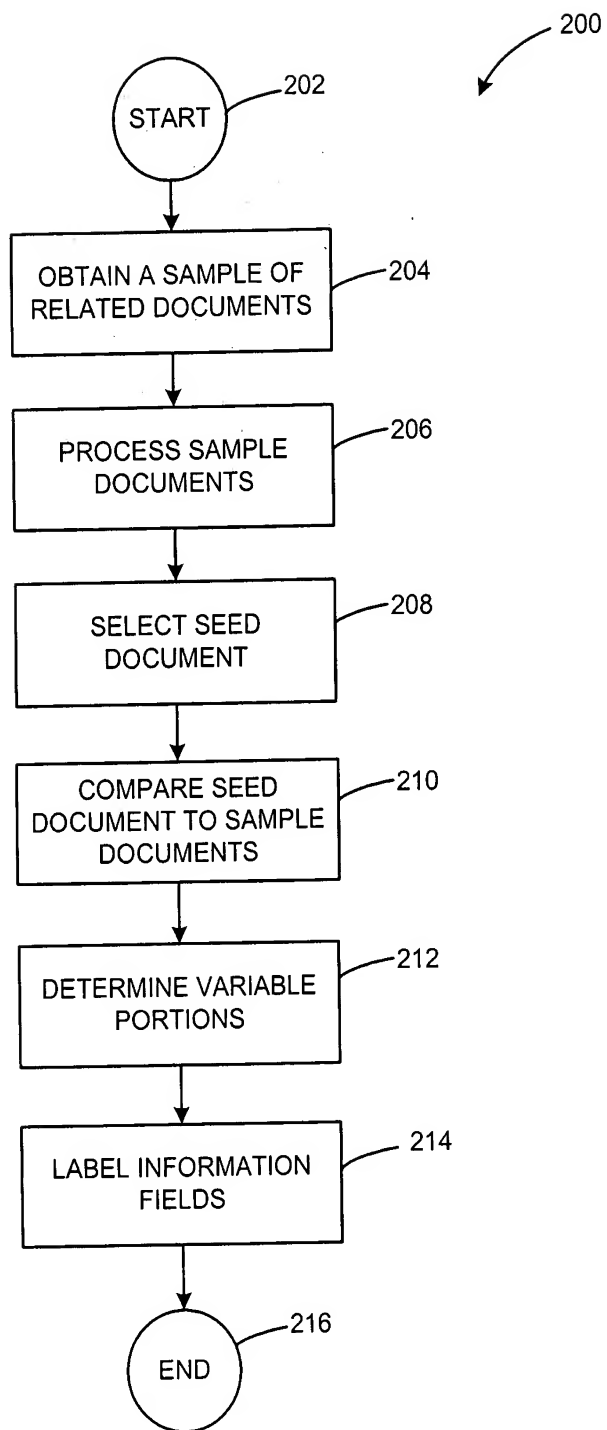 200
START
202
OBTAIN A SAMPLE OF
RELATED DOCUMENTS
204
PROCESS SAMPLE
DOCUMENTS
206
SELECT SEED
DOCUMENT
208
COMPARE SEED
DOCUMENT TO SAMPLE
DOCUMENTS
210
DETERMINE VARIABLE
PORTIONS
212
LABEL INFORMATION
FIELDS
214
END
216